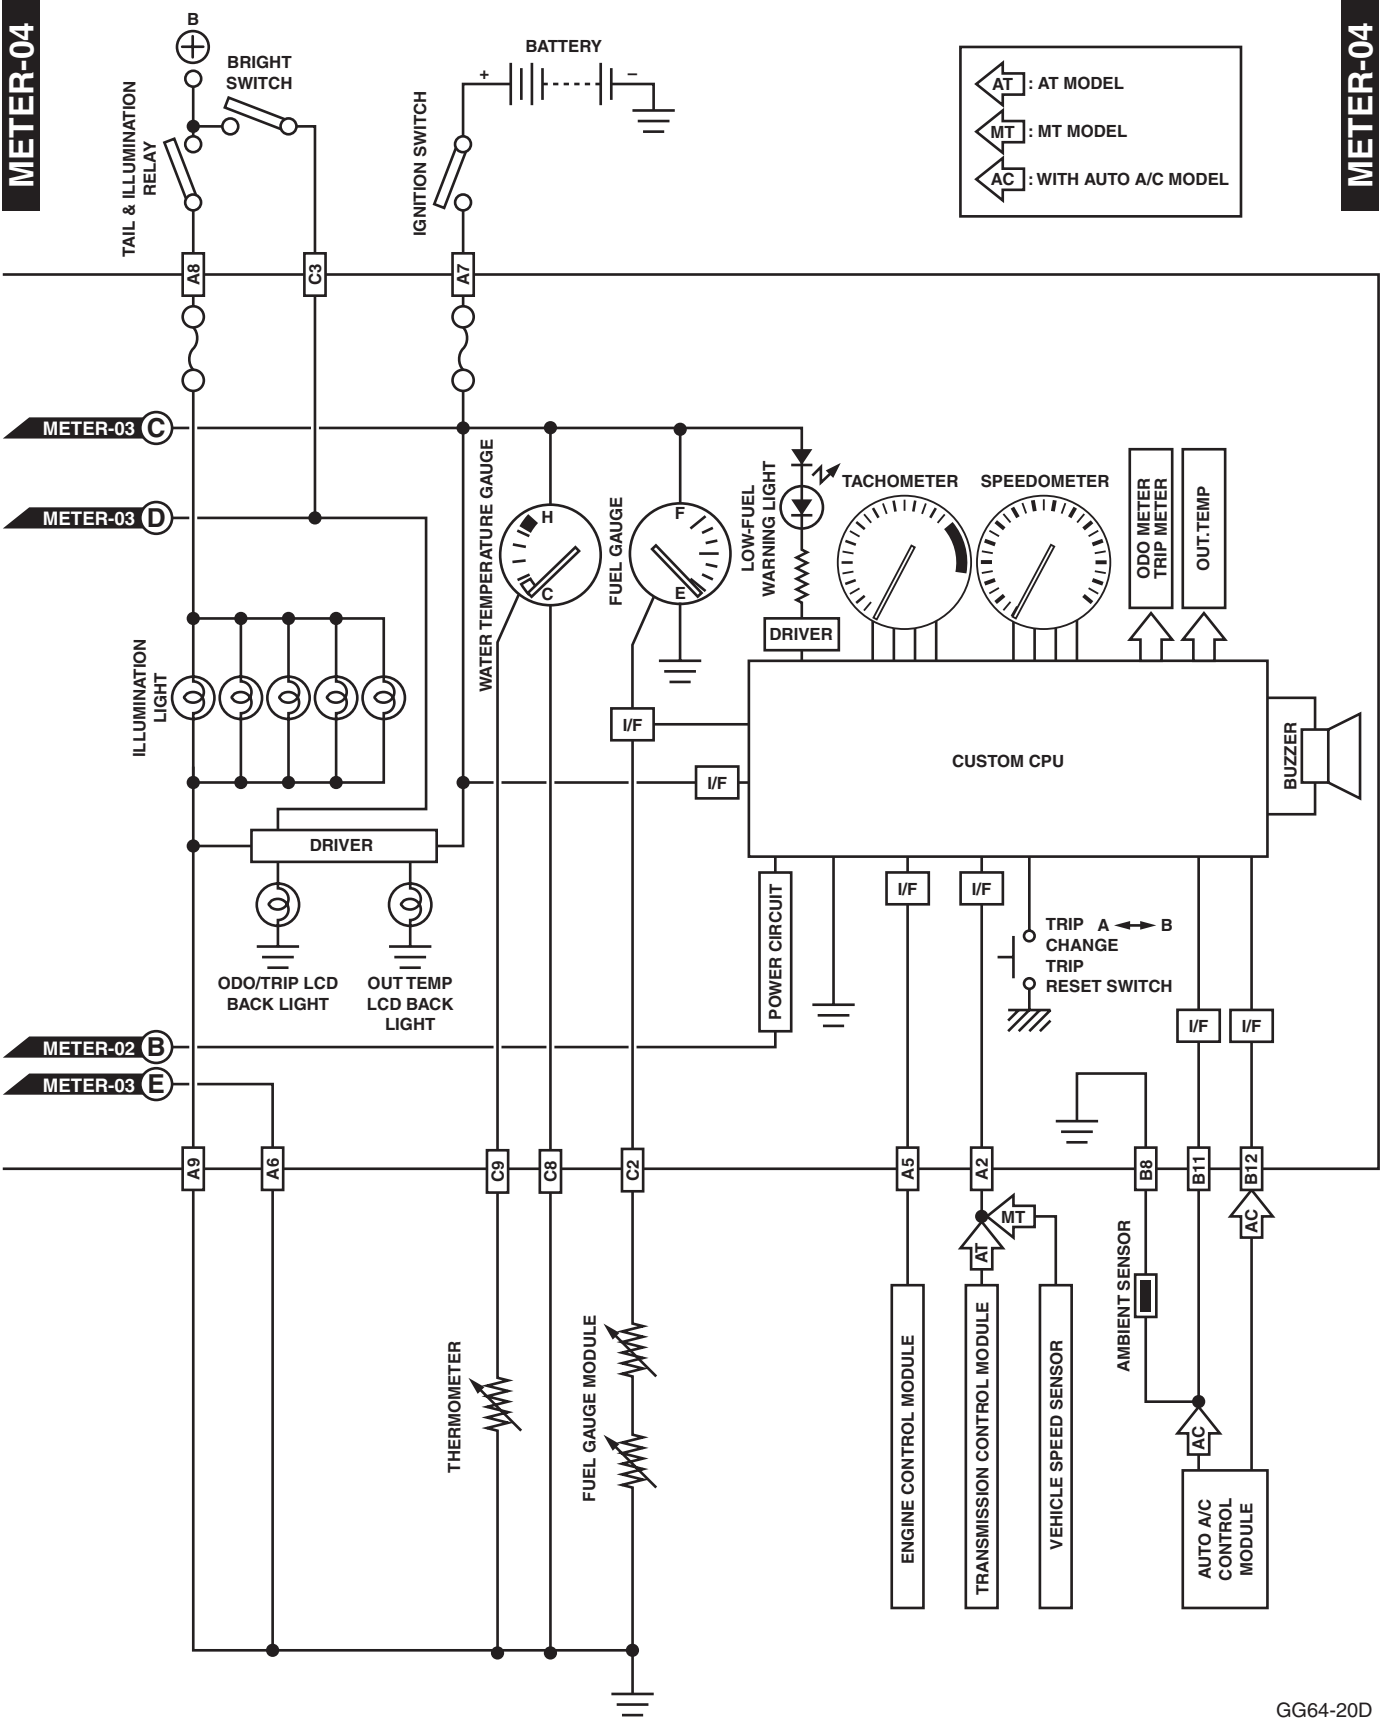 METER-04
METER-04
B
BRIGHT
SWITCH
TAIL & ILLUMINATION
RELAY
BATTERY
+
–
IGNITION SWITCH
AT : AT MODEL
MT : MT MODEL
AC : WITH AUTO A/C MODEL
A8
C3
A7
METER-03 C
METER-03 D
WATER TEMPERATURE GAUGE
H
C
FUEL GAUGE
F
E
LOW-FUEL
WARNING LIGHT
DRIVER
TACHOMETER
SPEEDOMETER
ODO METER
TRIP METER
OUT.TEMP
ILLUMINATION
LIGHT
I/F
I/F
CUSTOM CPU
BUZZER
DRIVER
ODO/TRIP LCD
BACK LIGHT
OUT TEMP
LCD BACK
LIGHT
POWER CIRCUIT
I/F
I/F
TRIP A B
CHANGE
TRIP
RESET SWITCH
I/F
I/F
METER-02 B
METER-03 E
A9
A6
C9
C8
C2
A5
A2
B8
B11
B12
MT
AT
AC
AMBIENT SENSOR
THERMOMETER
FUEL GAUGE MODULE
ENGINE CONTROL MODULE
TRANSMISSION CONTROL MODULE
VEHICLE SPEED SENSOR
AC
AUTO A/C
CONTROL
MODULE
GG64-20D